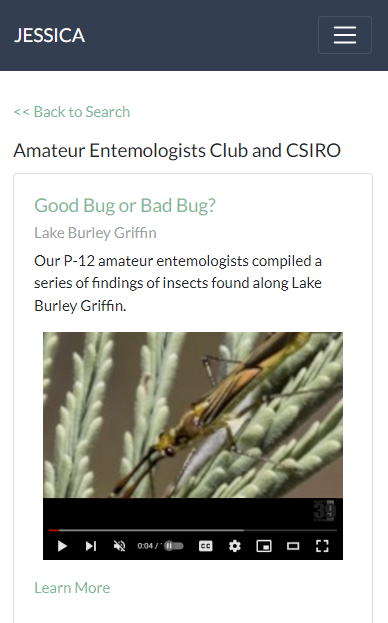 JESSICA
<< Back to Search
Amateur Entemologists Club and CSIRO
Good Bug or Bad Bug?
Lake Burley Griffin
Our P-12 amateur entemologists compiled a
series of findings of insects found along Lake
Burley Griffin.
0:04 /
CC
Learn More